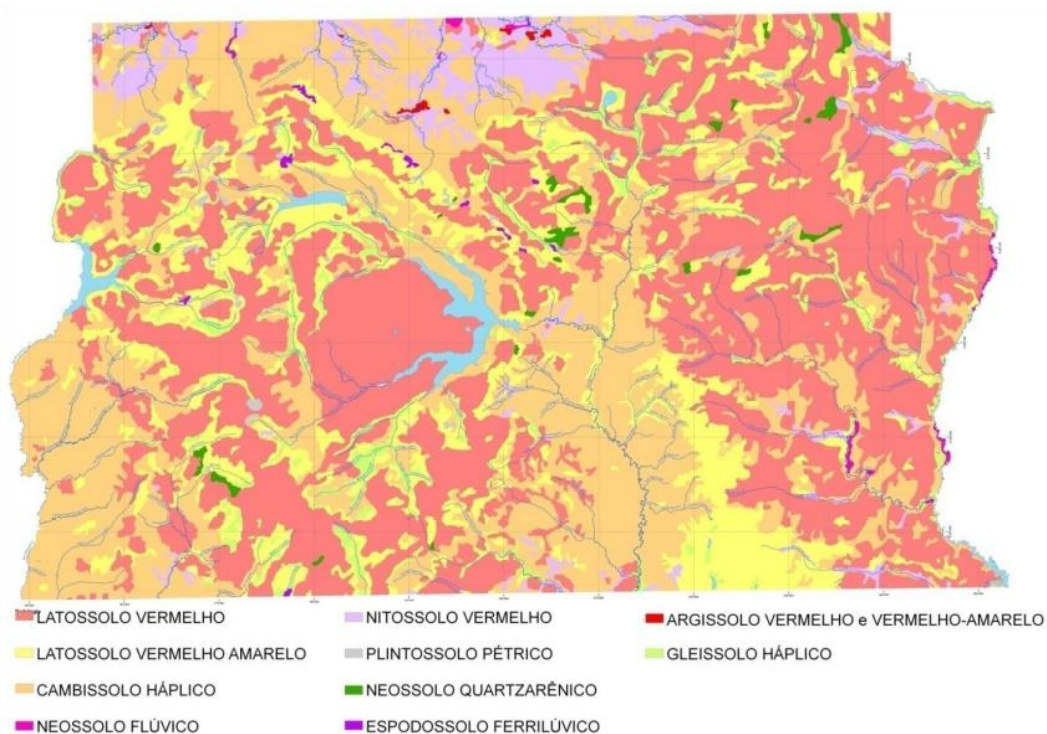 LATOSSOLO VERMELHO
NITOSSOLO VERMELHO
ARGISSOLO VERMELHO e VERMELHO-AMARELO
LATOSSOLO VERMELHO AMARELO
PLINTOSSOLO PÉTRICO
GLEISSOLO HÁPLICO
CAMBISSOLO HÁPLICO
NEOSSOLO QUARTZARÊNICO
NEOSSOLO FLÚVICO
ESPODOSSOLO FERRILÚVICO